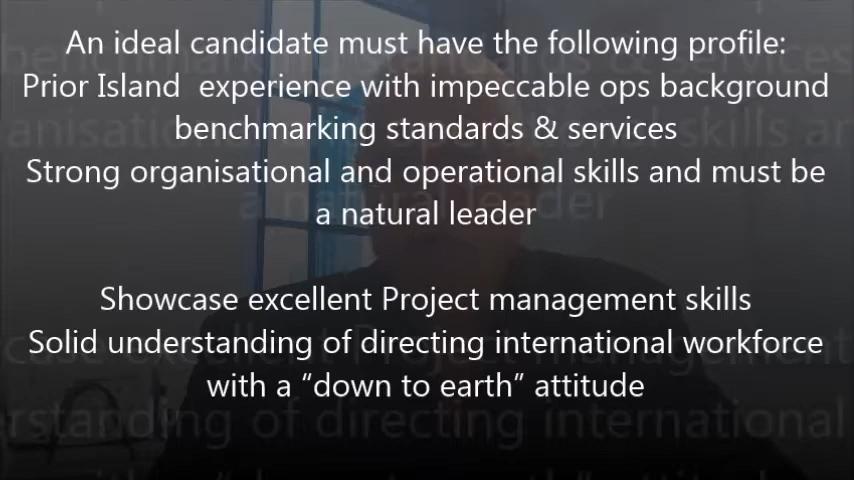 An ideal candidate must have the following profile:
Prior Island  experience with impeccable ops background
benchmarking standards & services
Strong organisational and operational skills and must be
a natural leader
Showcase excellent Project management skills
Solid understanding of directing international workforce
with a “down to earth” attitude